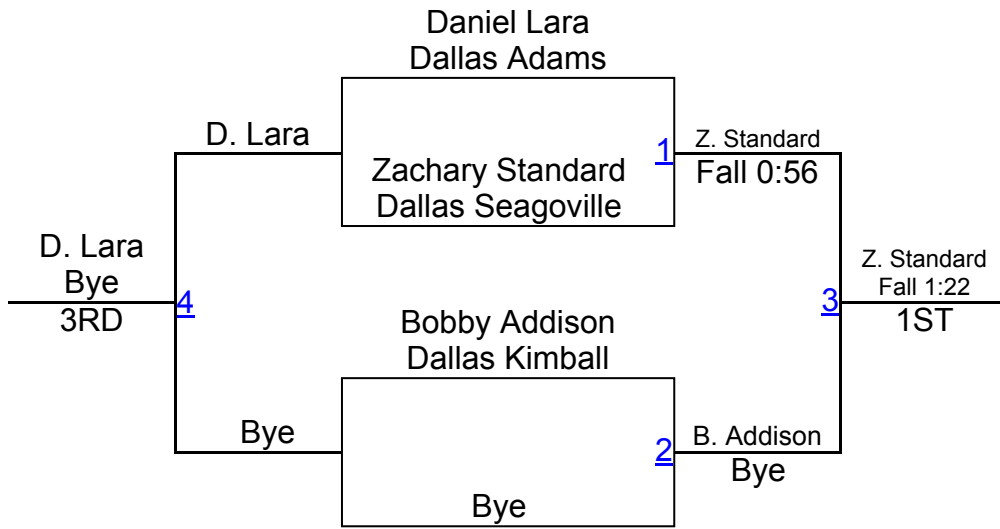 Daniel Lara
Dallas Adams
D. Lara
1
Z. Standard
Fall 0:56
Zachary Standard
Dallas Seagoville
D. Lara
Bye
3RD
4
3
Z. Standard
Fall 1:22
1ST
Bobby Addison
Dallas Kimball
Bye
2
B. Addison
Bye
Bye